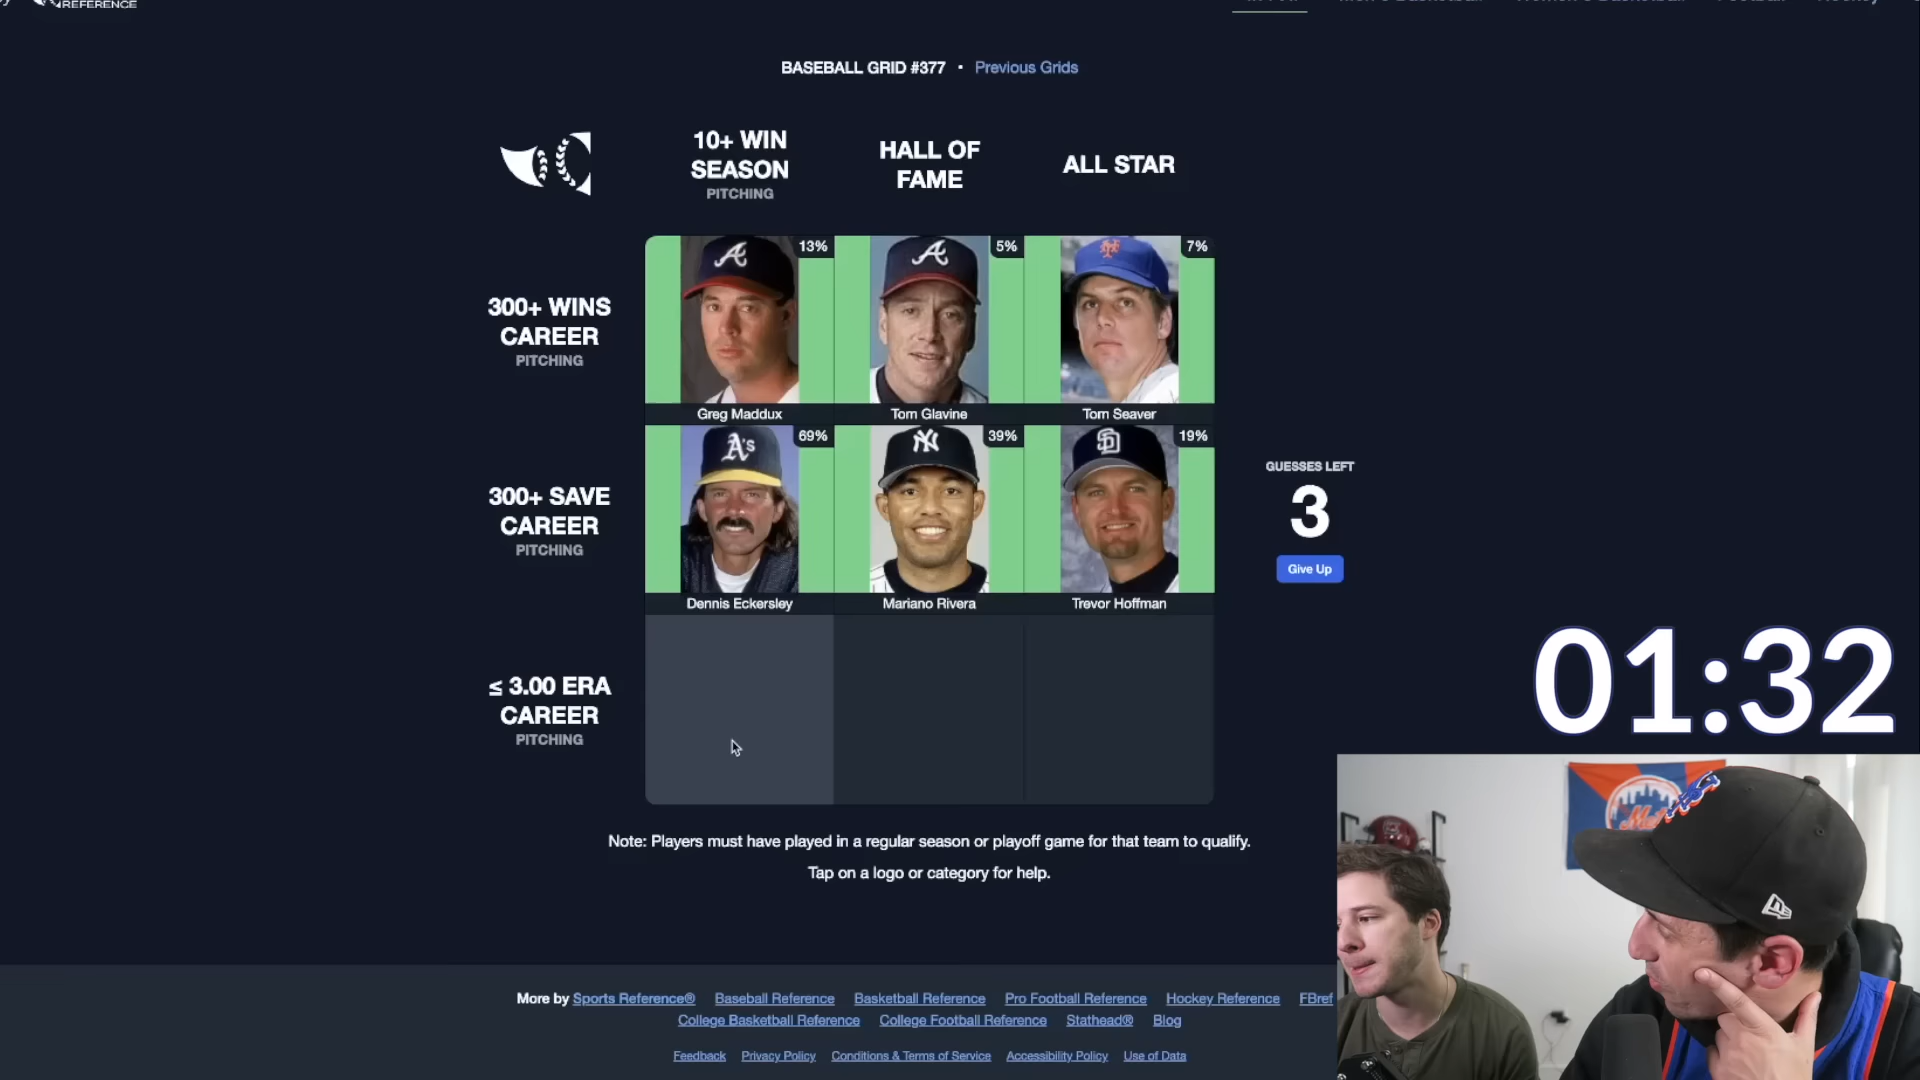 REFERENCE
BASEBALL GRID #377 • Previous Grids
10+ WIN
SEASON
PITCHING
HALL OF
FAME
ALL STAR
300+ WINS
CAREER
PITCHING
13%
Greg Maddux
5%
Tom Glavine
7%
Tom Seaver
300+ SAVE
CAREER
PITCHING
69%
Dennis Eckersley
39%
Mariano Rivera
19%
Trevor Hoffman
GUESSES LEFT
3
Give Up
≤ 3.00 ERA
CAREER
PITCHING
01:32
Note: Players must have played in a regular season or playoff game for that team to qualify.
Tap on a logo or category for help.
More by Sports Reference® Baseball Reference Basketball Reference Pro Football Reference Hockey Reference FBref
College Basketball Reference College Football Reference Stathead® Blog
Feedback Privacy Policy Conditions & Terms of Service Accessibility Policy Use of Data